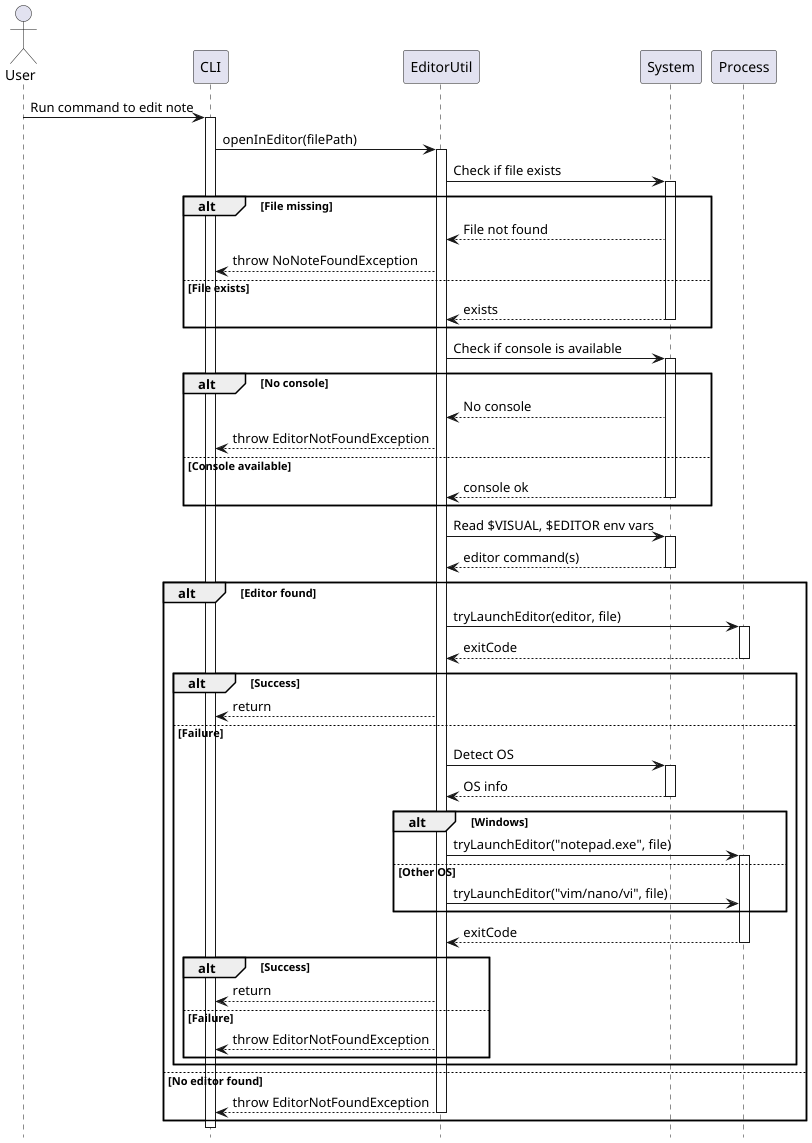 User
CLI
EditorUtil
System
Process
Run command to edit note
openInEditor(filePath)
Check if file exists
alt [File missing]
File not found
throw NoNoteFoundException
[File exists]
exists
Check if console is available
alt [No console]
No console
throw EditorNotFoundException
[Console available]
console ok
Read $VISUAL, $EDITOR env vars
editor command(s)
alt [Editor found]
tryLaunchEditor(editor, file)
exitCode
alt [Success]
return
[Failure]
Detect OS
OS info
alt [Windows]
tryLaunchEditor("notepad.exe", file)
[Other OS]
tryLaunchEditor("vim/nano/vi", file)
exitCode
alt [Success]
return
[Failure]
throw EditorNotFoundException
[No editor found]
throw EditorNotFoundException